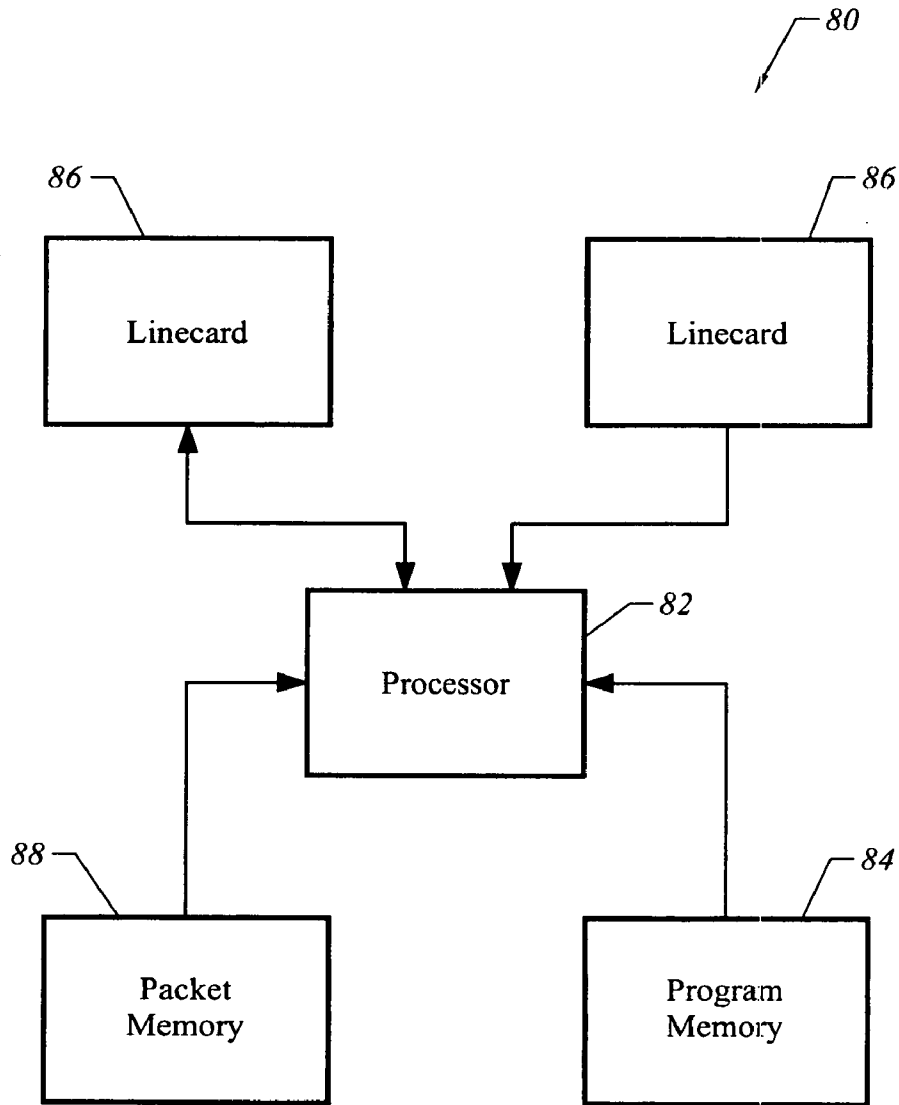 80
86
86
Linecard
Linecard
82
Processor
88
84
Packet
Memory
Program
Memory